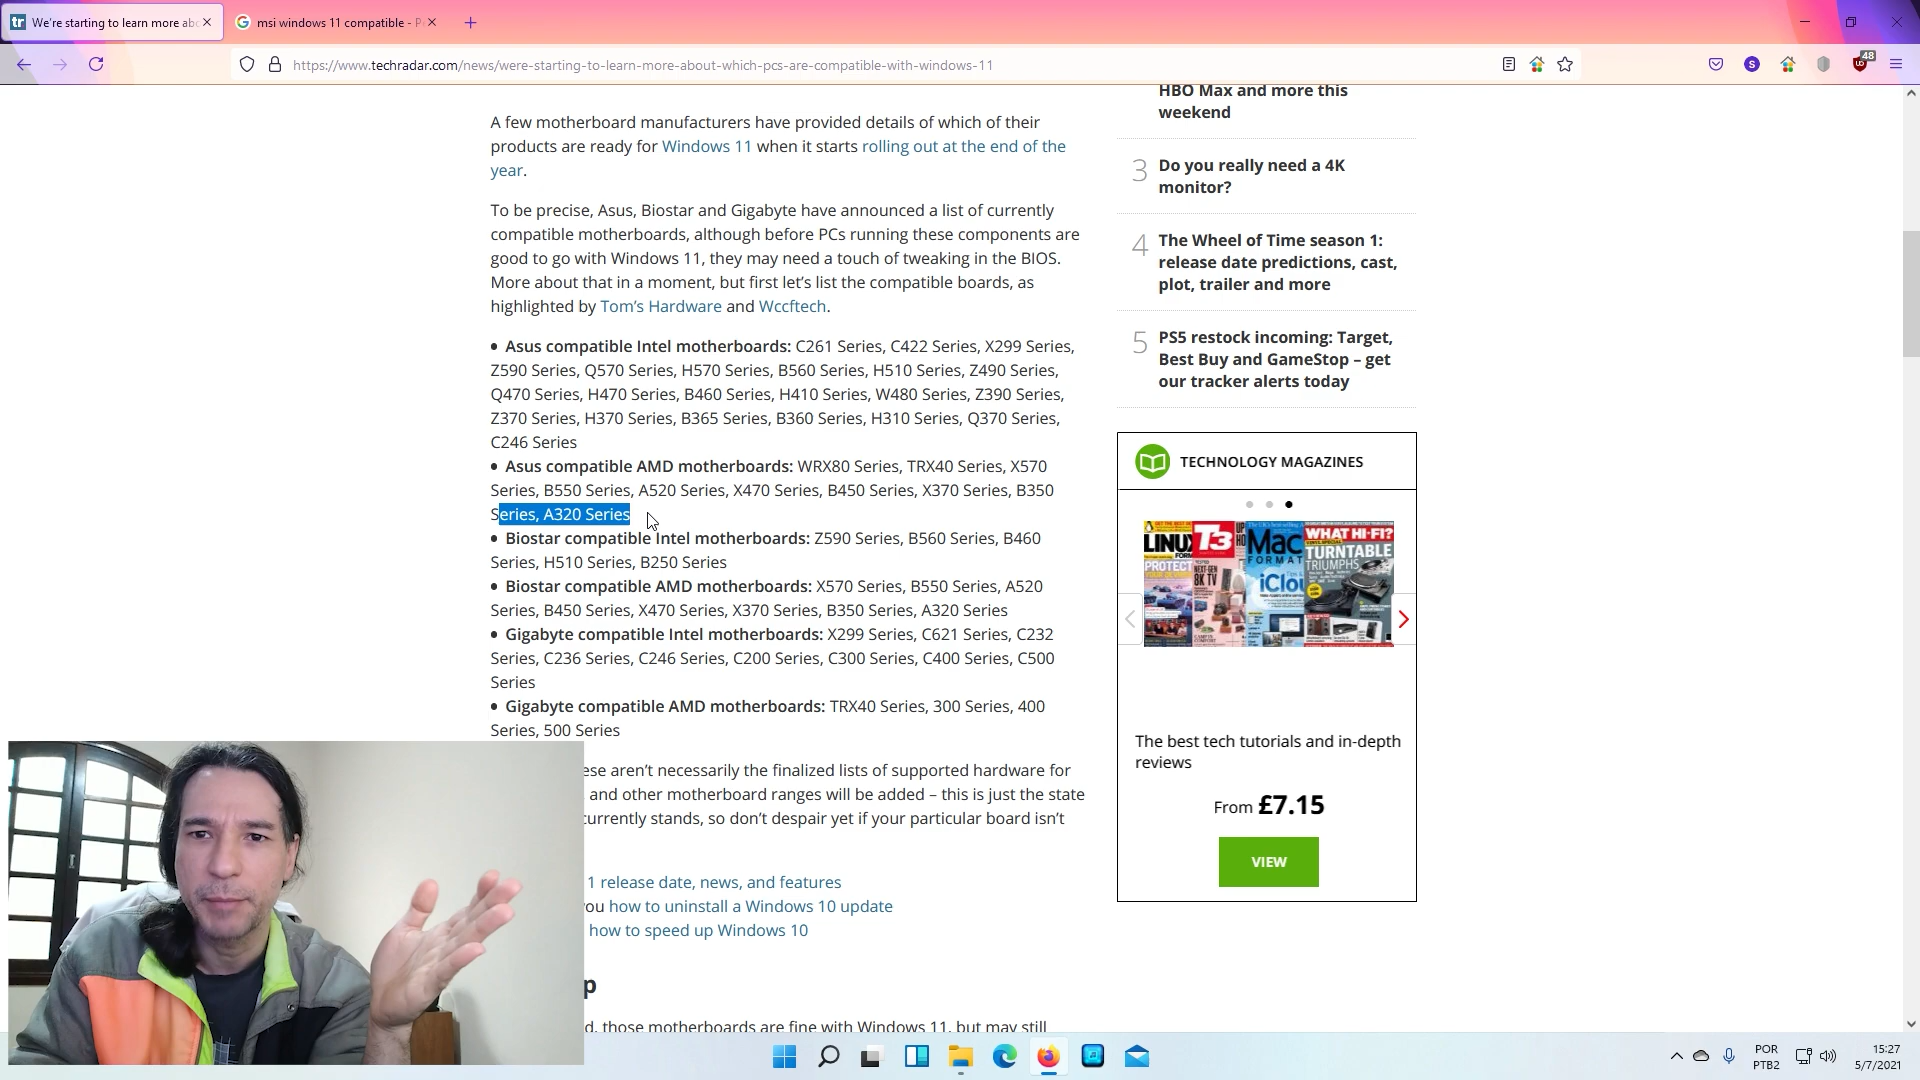 We're starting to learn more abo
msi windows 11 compatible - P
https://www.techradar.com/news/were-starting-to-learn-more-about-which-pcs-are-compatible-with-windows-11
S
48
A few motherboard manufacturers have provided details of which of their
products are ready for Windows 11 when it starts rolling out at the end of the
year.
To be precise, Asus, Biostar and Gigabyte have announced a list of currently
compatible motherboards, although before PCs running these components are
good to go with Windows 11, they may need a touch of tweaking in the BIOS.
More about that in a moment, but first let's list the compatible boards, as
highlighted by Tom's Hardware and Wccftech.
• Asus compatible Intel motherboards: C261 Series, C422 Series, X299 Series,
Z590 Series, Q570 Series, H570 Series, B560 Series, H510 Series, Z490 Series,
Q470 Series, H470 Series, B460 Series, H410 Series, W480 Series, Z390 Series,
Z370 Series, H370 Series, B365 Series, B360 Series, H310 Series, Q370 Series,
C246 Series
• Asus compatible AMD motherboards: WRX80 Series, TRX40 Series, X570
Series, B550 Series, A520 Series, X470 Series, B450 Series, X370 Series, B350
Series, A320 Series
• Biostar compatible Intel motherboards: Z590 Series, B560 Series, B460
Series, H510 Series, B250 Series
• Biostar compatible AMD motherboards: X570 Series, B550 Series, A520
Series, B450 Series, X470 Series, X370 Series, B350 Series, A320 Series
• Gigabyte compatible Intel motherboards: X299 Series, C621 Series, C232
Series, C236 Series, C246 Series, C200 Series, C300 Series, C400 Series, C500
Series
• Gigabyte compatible AMD motherboards: TRX40 Series, 300 Series, 400
Series, 500 Series
ese aren't necessarily the finalized lists of supported hardware for
and other motherboard ranges will be added – this is just the state
currently stands, so don't despair yet if your particular board isn't
1 release date, news, and features
you how to uninstall a Windows 10 update
how to speed up Windows 10
p
d, those motherboards are fine with Windows 11, but may still
HBO Max and more this
weekend
3 Do you really need a 4K
monitor?
4 The Wheel of Time season 1:
release date predictions, cast,
plot, trailer and more
5 PS5 restock incoming: Target,
Best Buy and GameStop – get
our tracker alerts today
TECHNOLOGY MAGAZINES
LINUX
T3
Mac
FORMAT
iClou
WHAT HI-FI?
TURNTABLE
TRIUMPHS
8K TV
The best tech tutorials and in-depth
reviews
From £7.15
VIEW
POR
PTB2
15:27
5/7/2021